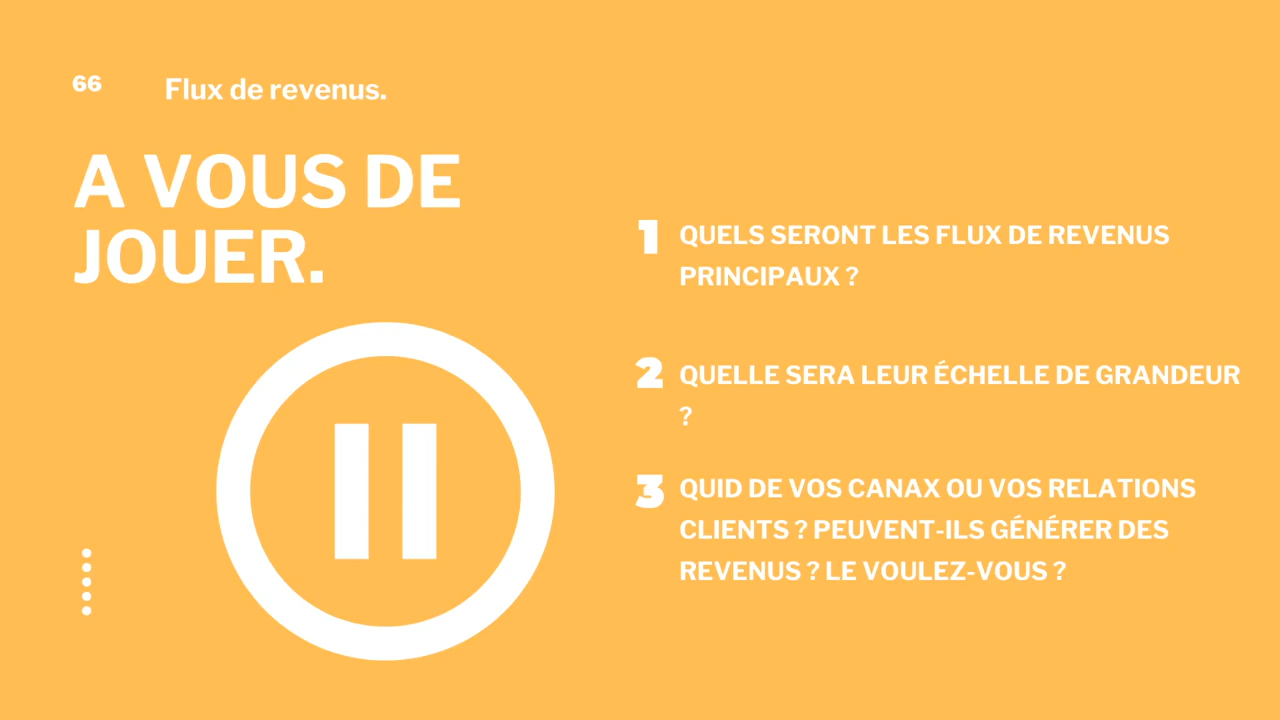 66
Flux de revenus.
A VOUS DE
JOUER.
1 QUELS SERONT LES FLUX DE REVENUS
PRINCIPAUX ?
2 QUELLE SERA LEUR ÉCHELLE DE GRANDEUR
?
3 QUID DE VOS CANAX OU VOS RELATIONS
CLIENTS ? PEUVENT-ILS GÉNÉRER DES
REVENUS ? LE VOULEZ-VOUS ?